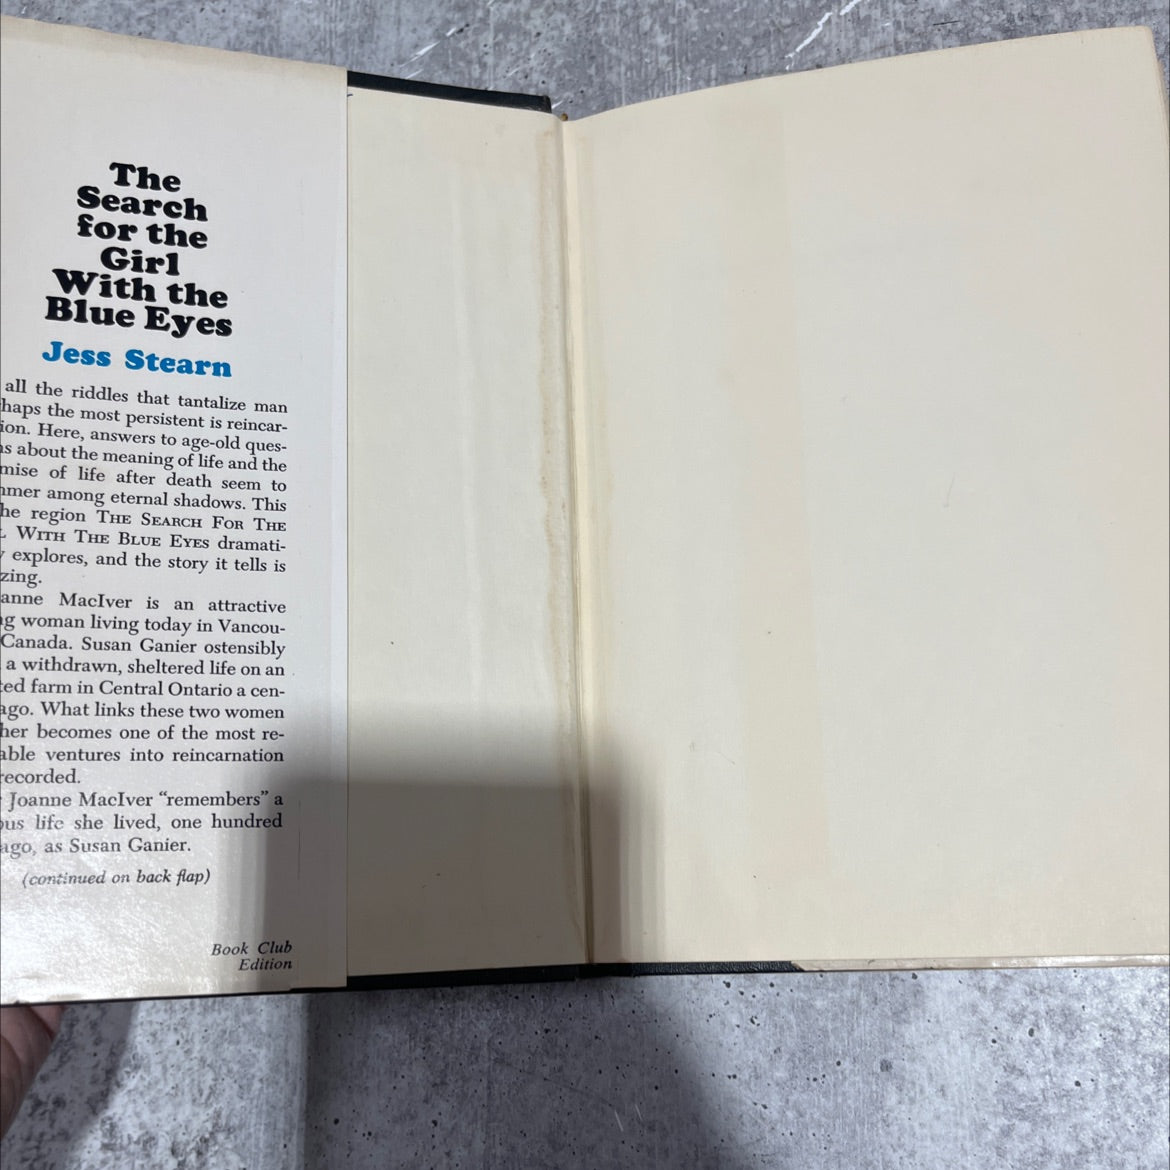 The
Search
for the
Girl
With the
Blue Eyes
Jess Stearn
all the riddles that tantalize man
haps the most persistent is reincar-
ion. Here, answers to age-old ques-
s about the meaning of life and the
mise of life after death seem to
mer among eternal shadows. This
he region THE SEARCH FOR THE
WITH THE BLUE EYES dramati-
y explores, and the story it tells is
zing.
anne MacIver is an attractive
g woman living today in Vancou-
Canada. Susan Ganier ostensibly
a withdrawn, sheltered life on an
ted farm in Central Ontario a cen-
ago. What links these two women
her becomes one of the most re-
able ventures into reincarnation
recorded.
Joanne MacIver “remembers” a
ous life she lived, one hundred
ago, as Susan Ganier.
(continued on back flap)
Book Club
Edition